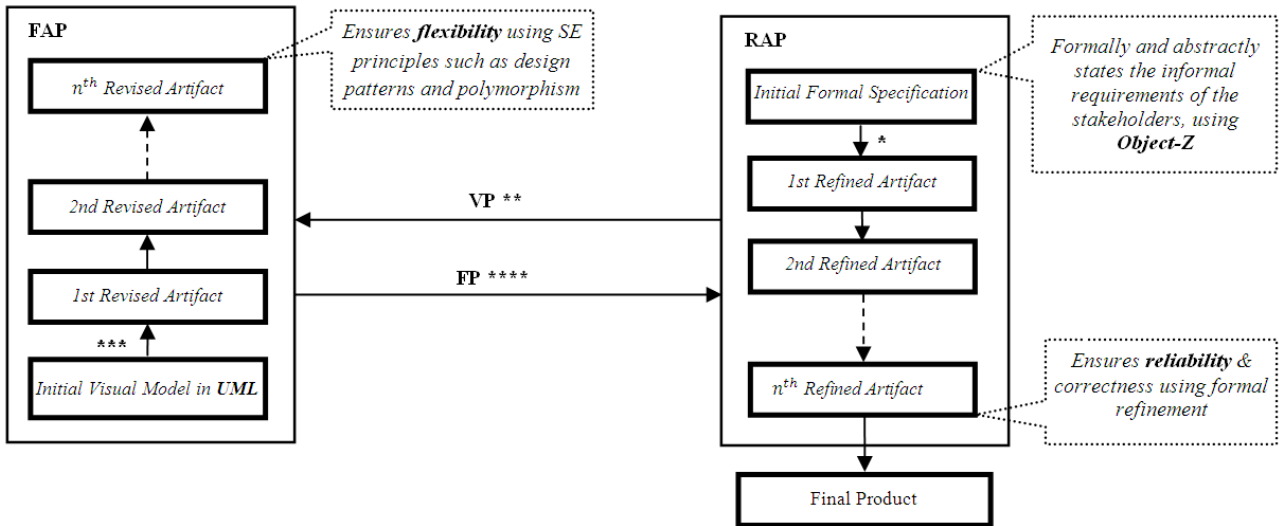 FAP
Ensures flexibility using SE
principles such as design
patterns and polymorphism
nth Revised Artifact
2nd Revised Artifact
1st Revised Artifact
***
Initial Visual Model in UML
VP **
FP ****
RAP
Initial Formal Specification
*
1st Refined Artifact
2nd Refined Artifact
nth Refined Artifact
Final Product
Formally and abstractly
states the informal
requirements of the
stakeholders, using
Object-Z
Ensures reliability &
correctness using formal
refinement